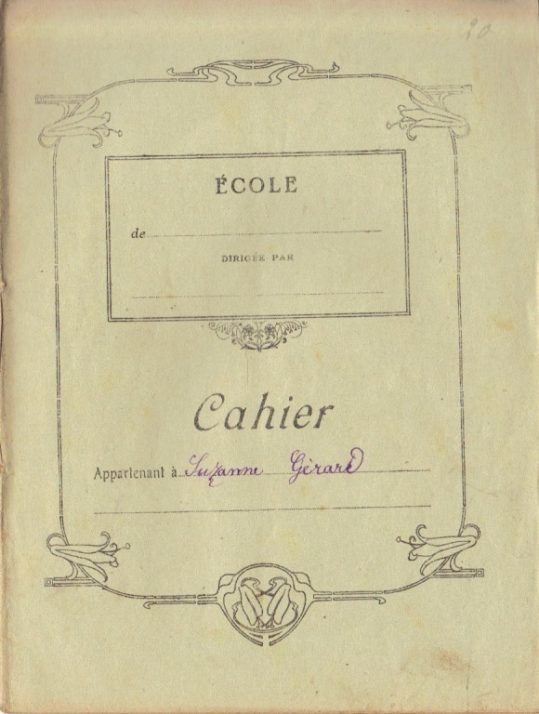 20
ÉCOLE
de
DIRIGÉE PAR
Cahier
Appartenant à Suzanne Gérard